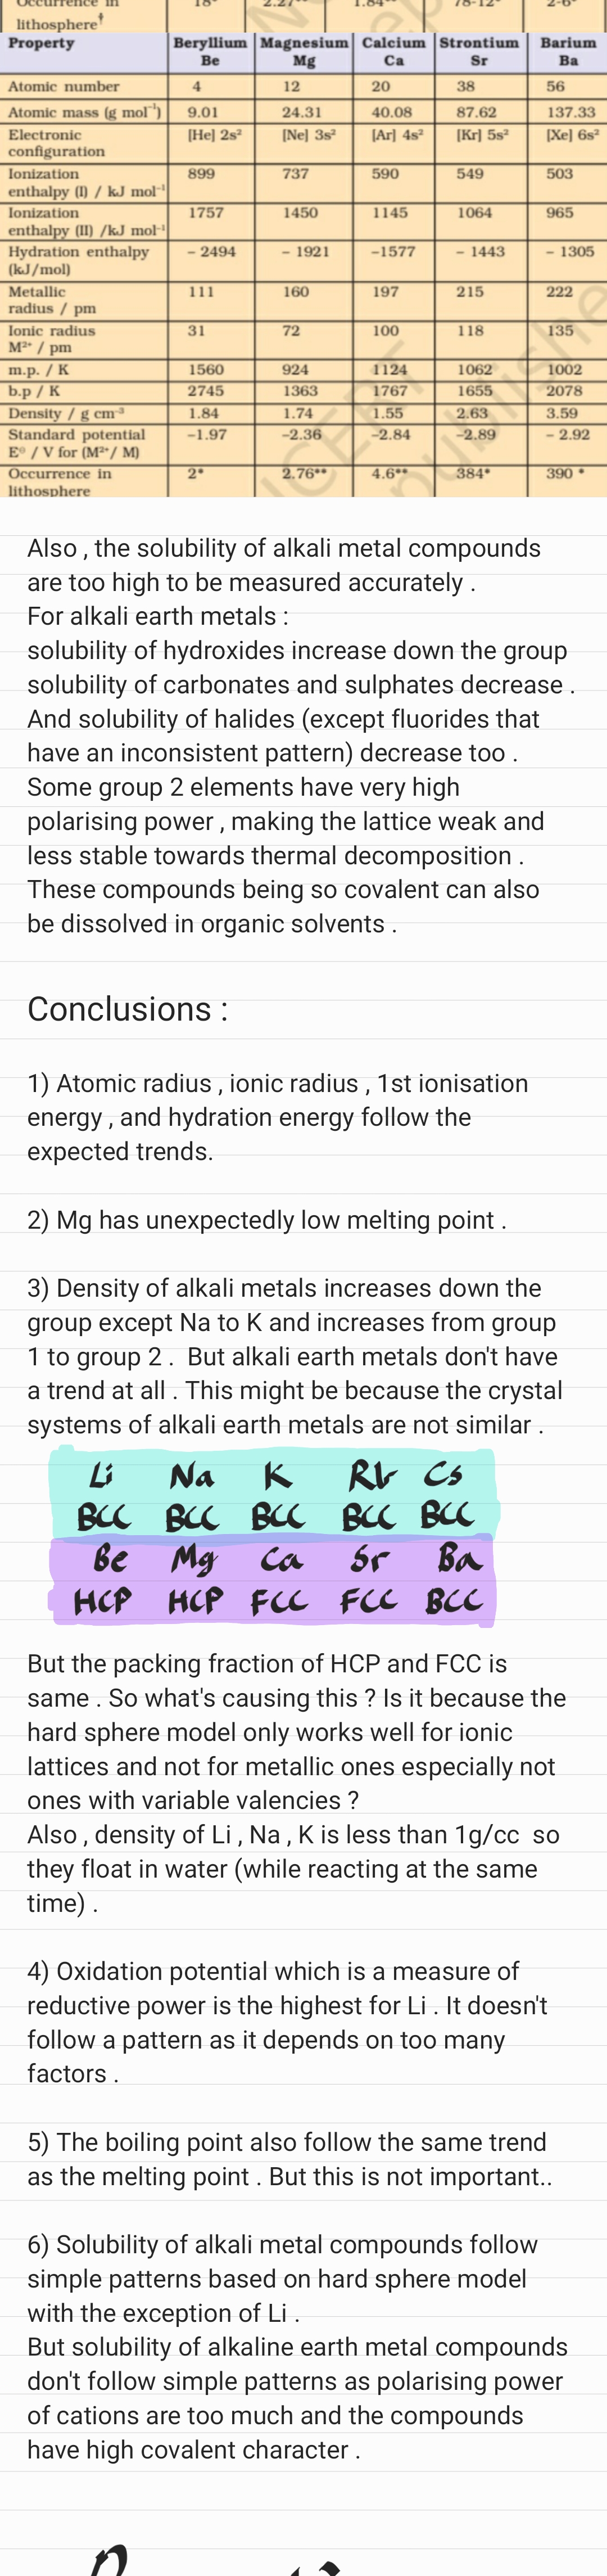 Occurrence in 18* 2.27** 1.84** 78-12* 2-6*
lithosphere†
Property Beryllium Magnesium Calcium Strontium Barium
Be Mg Ca Sr Ba
Atomic number 4 12 20 38 56
Atomic mass (g mol⁻¹) 9.01 24.31 40.08 87.62 137.33
Electronic [He] 2s² [Ne] 3s² [Ar] 4s² [Kr] 5s² [Xe] 6s²
configuration
Ionization 899 737 590 549 503
enthalpy (I) / kJ mol⁻¹
Ionization 1757 1450 1145 1064 965
enthalpy (II) /kJ mol⁻¹
Hydration enthalpy – 2494 – 1921 –1577 – 1443 – 1305
(kJ/mol)
Metallic 111 160 197 215 222
radius / pm
Ionic radius 31 72 100 118 135
M²⁺ / pm
m.p. / K 1560 924 1124 1062 1002
b.p / K 2745 1363 1767 1655 2078
Density / g cm⁻³ 1.84 1.74 1.55 2.63 3.59
Standard potential –1.97 –2.36 –2.84 –2.89 – 2.92
E⊖ / V for (M²⁺/ M)
Occurrence in 2* 2.76** 4.6** 384* 390 *
lithosphere
Also , the solubility of alkali metal compounds
are too high to be measured accurately .
For alkali earth metals :
solubility of hydroxides increase down the group
solubility of carbonates and sulphates decrease .
And solubility of halides (except fluorides that
have an inconsistent pattern) decrease too .
Some group 2 elements have very high
polarising power , making the lattice weak and
less stable towards thermal decomposition .
These compounds being so covalent can also
be dissolved in organic solvents .
Conclusions :
1) Atomic radius , ionic radius , 1st ionisation
energy , and hydration energy follow the
expected trends.
2) Mg has unexpectedly low melting point .
3) Density of alkali metals increases down the
group except Na to K and increases from group
1 to group 2 .  But alkali earth metals don't have
a trend at all . This might be because the crystal
systems of alkali earth metals are not similar .
Li Na K Rb Cs
BCC BCC BCC BCC BCC
Be Mg Ca Sr Ba
HCP HCP FCC FCC BCC
But the packing fraction of HCP and FCC is
same . So what's causing this ? Is it because the
hard sphere model only works well for ionic
lattices and not for metallic ones especially not
ones with variable valencies ?
Also , density of Li , Na , K is less than 1g/cc  so
they float in water (while reacting at the same
time) .
4) Oxidation potential which is a measure of
reductive power is the highest for Li . It doesn't
follow a pattern as it depends on too many
factors .
5) The boiling point also follow the same trend
as the melting point . But this is not important..
6) Solubility of alkali metal compounds follow
simple patterns based on hard sphere model
with the exception of Li .
But solubility of alkaline earth metal compounds
don't follow simple patterns as polarising power
of cations are too much and the compounds
have high covalent character .